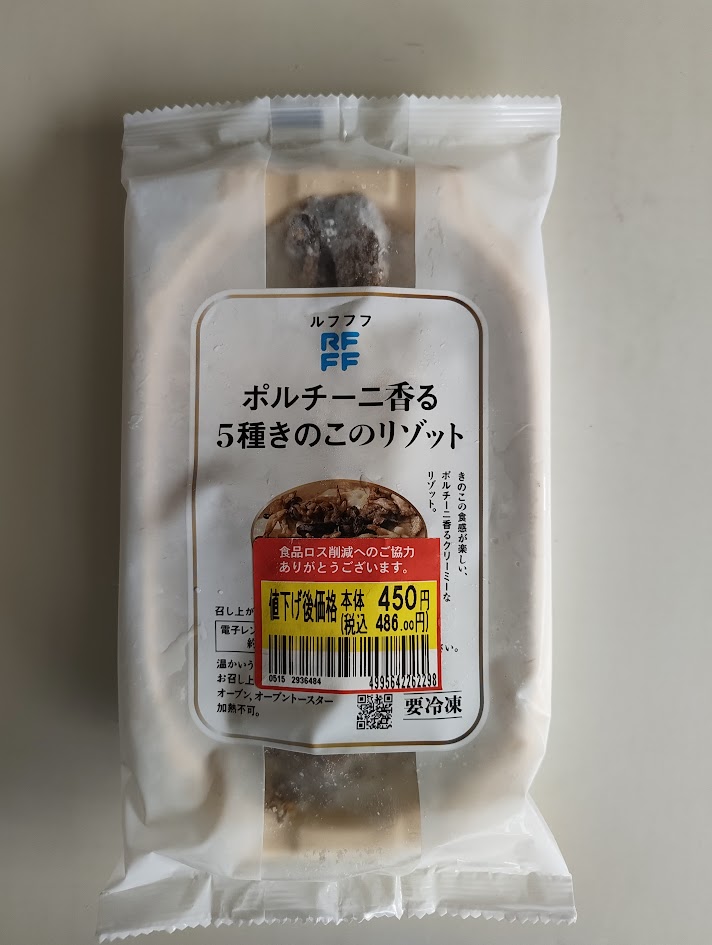 ルフフフ
RF
FF
ポルチーニ香る
5種きのこのリゾット
きのこの食感が楽しい、
ポルチーニ香るクリーミーな
リゾット。
食品ロス削減へのご協力
ありがとうございます。
値下げ後価格 本体 450円
(税込 486.00円)
0515 2936484
4995642262298
召し上が
電子レン
約
さい。
温かいう
お召し上
オーブン、オーブントースター
加熱不可。
要冷凍